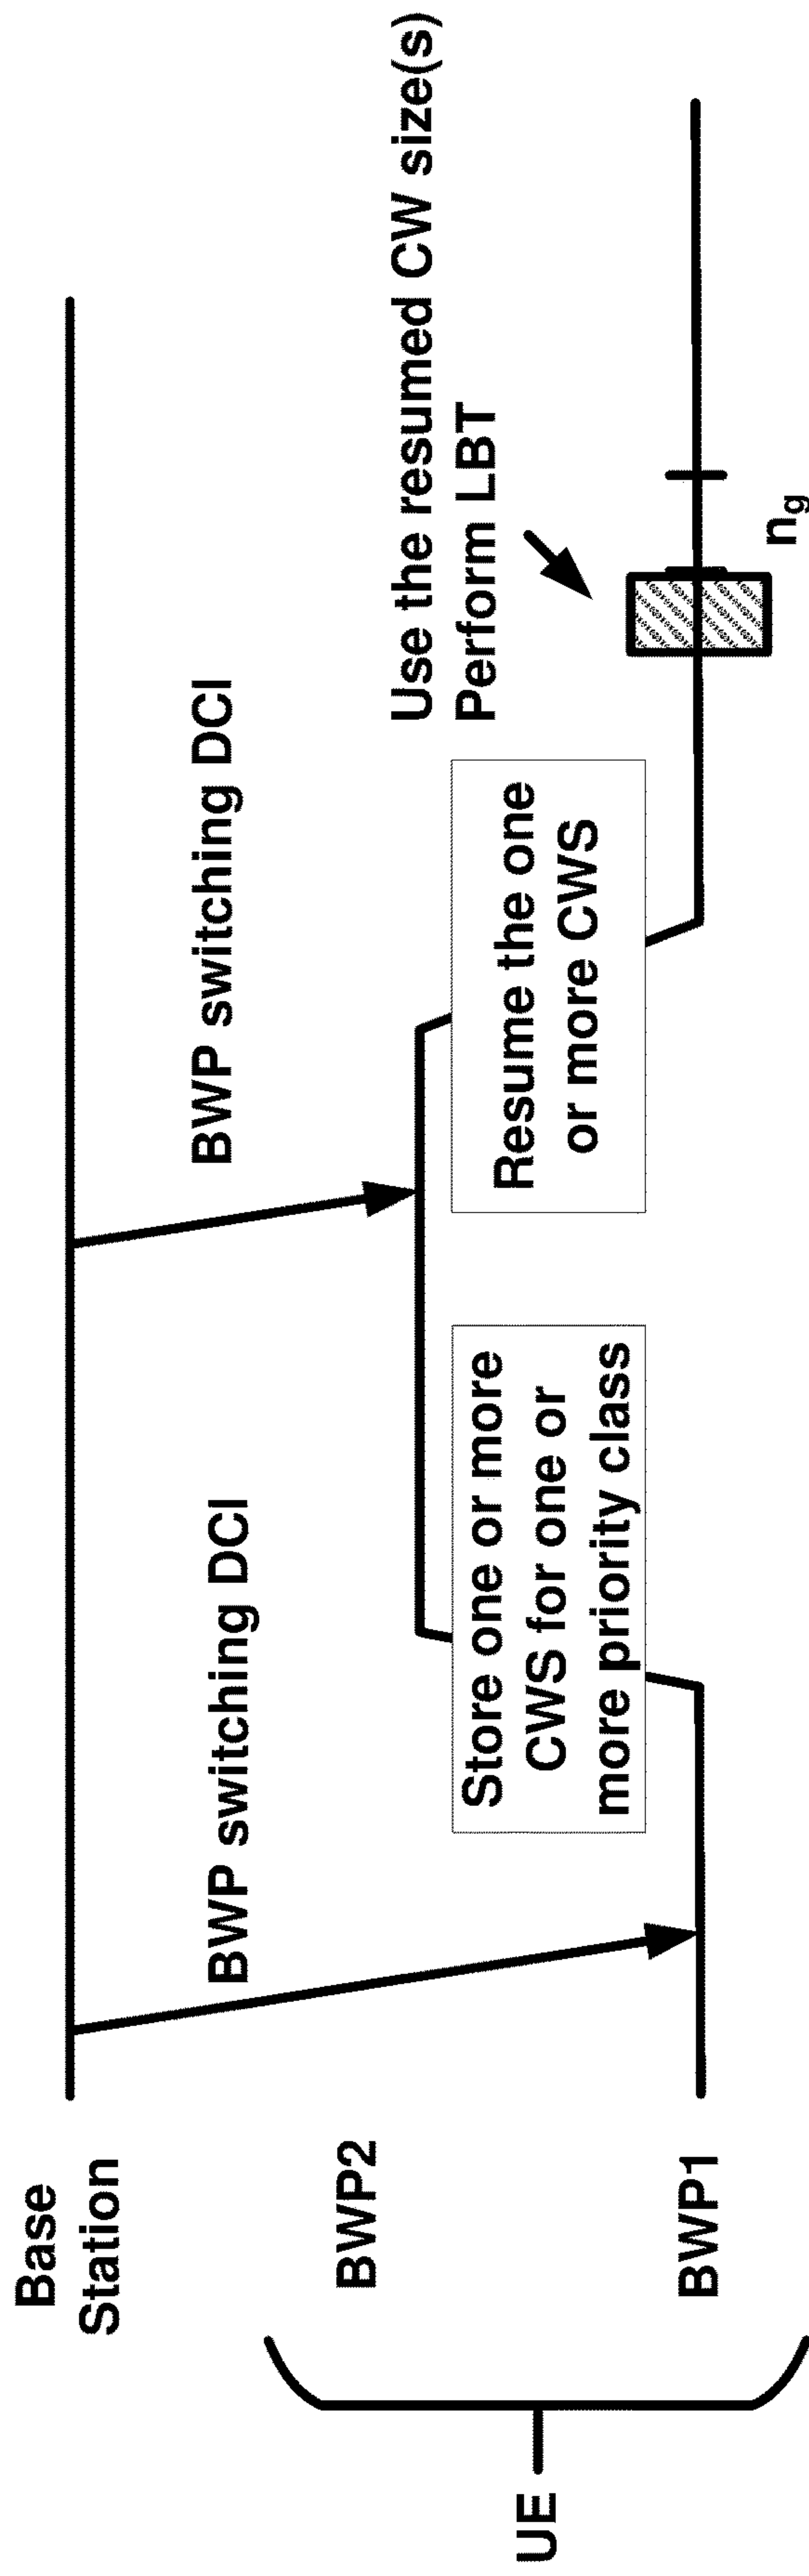 Base
Station
BWP switching DCI
BWP switching DCI
Use the resumed CW size(s)
Perform LBT
BWP2
Store one or more
CWS for one or
more priority class
Resume the one
or more CWS
UE
BWP1
ng